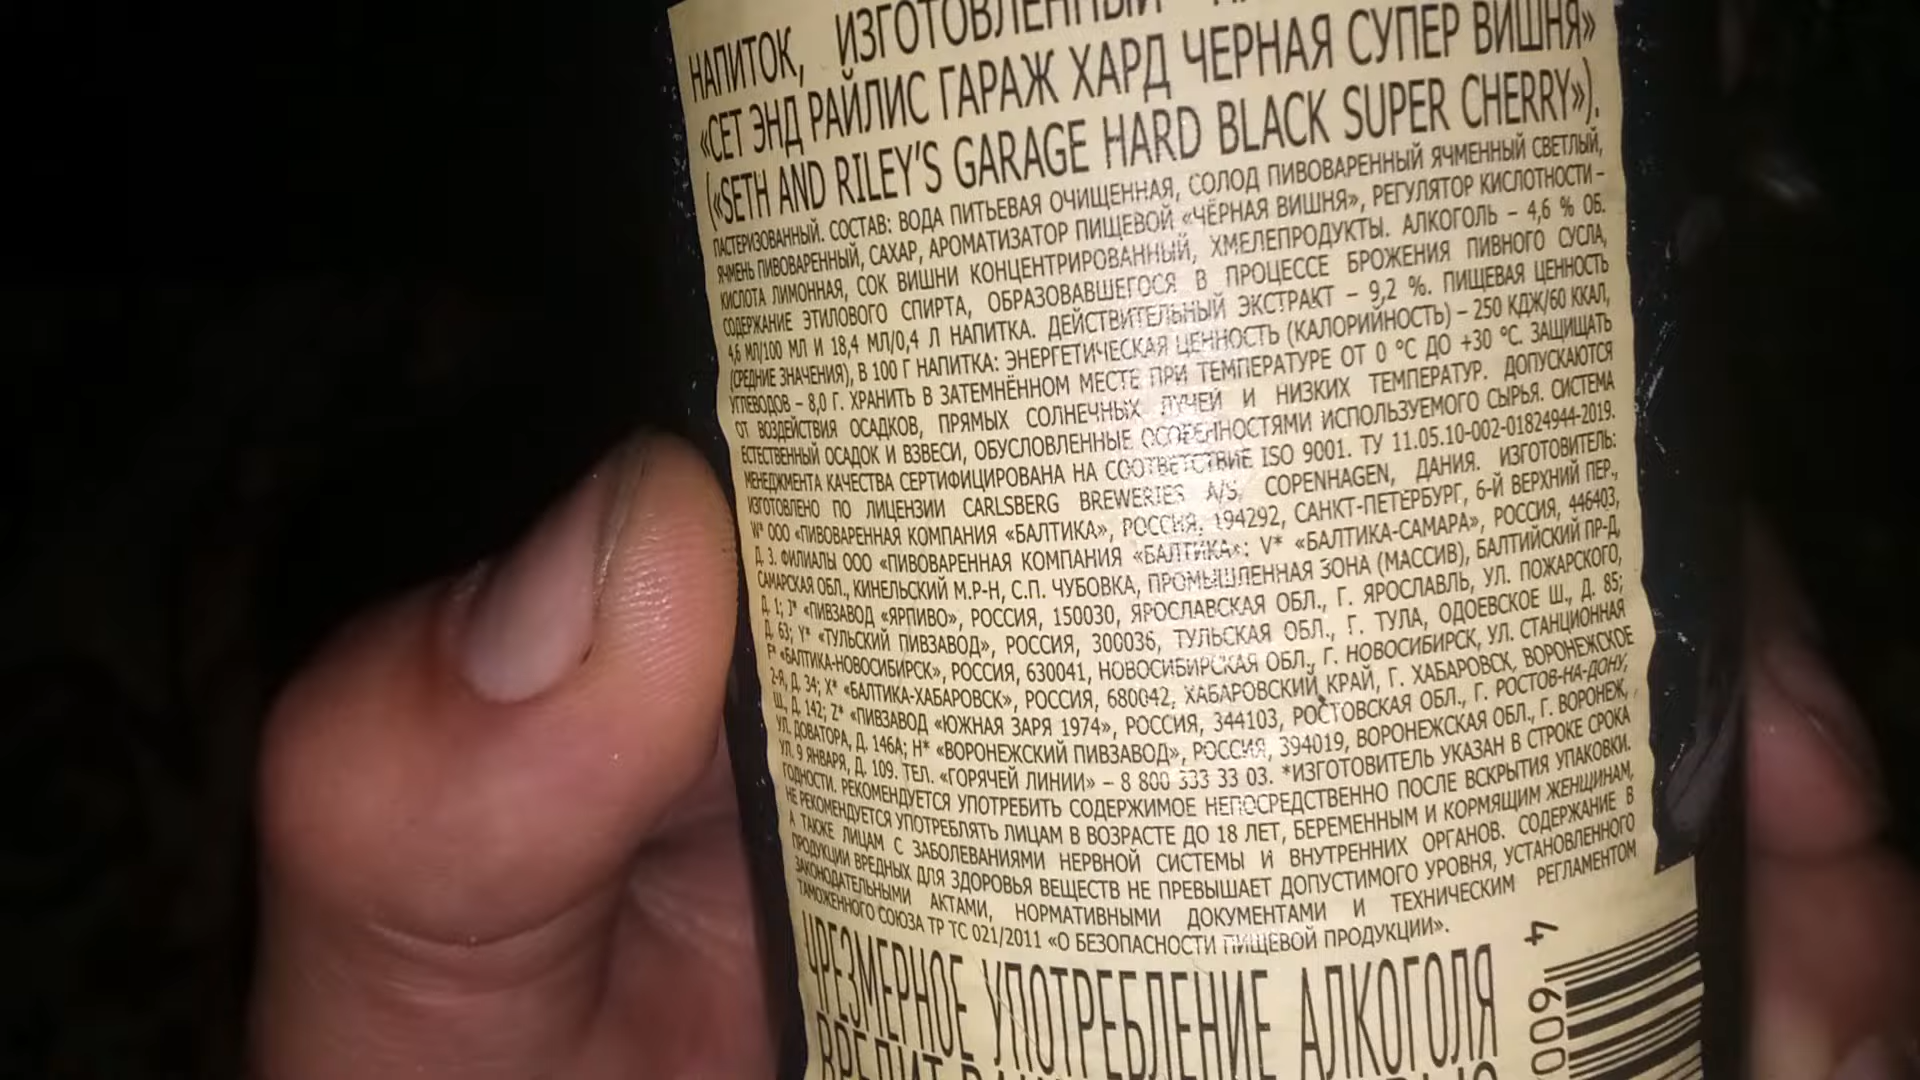 НАПИТОК, ИЗГОТОВЛЕННЫЙ
«СЕТ ЭНД РАЙЛИС ГАРАЖ ХАРД ЧЕРНАЯ СУПЕР ВИШНЯ»
(«SETH AND RILEY'S GARAGE HARD BLACK SUPER CHERRY»).
ПАСТЕРИЗОВАННЫЙ. СОСТАВ: ВОДА ПИТЬЕВАЯ ОЧИЩЕННАЯ, СОЛОД ПИВОВАРЕННЫЙ ЯЧМЕННЫЙ СВЕТЛЫЙ,
ЯЧМЕНЬ ПИВОВАРЕННЫЙ, САХАР, АРОМАТИЗАТОР ПИЩЕВОЙ «ЧЁРНАЯ ВИШНЯ», РЕГУЛЯТОР КИСЛОТНОСТИ –
КИСЛОТА ЛИМОННАЯ, СОК ВИШНИ КОНЦЕНТРИРОВАННЫЙ, ХМЕЛЕПРОДУКТЫ. АЛКОГОЛЬ – 4,6 % ОБ.
СОДЕРЖАНИЕ ЭТИЛОВОГО СПИРТА, ОБРАЗОВАВШЕГОСЯ В ПРОЦЕССЕ БРОЖЕНИЯ ПИВНОГО СУСЛА,
4,6 МЛ/100 МЛ И 18,4 МЛ/0,4 Л НАПИТКА. ДЕЙСТВИТЕЛЬНЫЙ ЭКСТРАКТ – 9,2 %. ПИЩЕВАЯ ЦЕННОСТЬ
(СРЕДНИЕ ЗНАЧЕНИЯ), В 100 Г НАПИТКА: ЭНЕРГЕТИЧЕСКАЯ ЦЕННОСТЬ (КАЛОРИЙНОСТЬ) – 250 КДЖ/60 ККАЛ,
УГЛЕВОДОВ – 8,0 Г. ХРАНИТЬ В ЗАТЕМНЁННОМ МЕСТЕ ПРИ ТЕМПЕРАТУРЕ ОТ 0 °С ДО +30 °С. ЗАЩИЩАТЬ
ОТ ВОЗДЕЙСТВИЯ ОСАДКОВ, ПРЯМЫХ СОЛНЕЧНЫХ ЛУЧЕЙ И НИЗКИХ ТЕМПЕРАТУР. ДОПУСКАЮТСЯ
ЕСТЕСТВЕННЫЙ ОСАДОК И ВЗВЕСИ, ОБУСЛОВЛЕННЫЕ ОСОБЕННОСТЯМИ ИСПОЛЬЗУЕМОГО СЫРЬЯ. СИСТЕМА
МЕНЕДЖМЕНТА КАЧЕСТВА СЕРТИФИЦИРОВАНА НА СООТВЕТСТВИЕ ISO 9001. ТУ 11.05.10-002-01824944-2019.
ИЗГОТОВЛЕНО ПО ЛИЦЕНЗИИ CARLSBERG BREWERIES A/S, COPENHAGEN, ДАНИЯ. ИЗГОТОВИТЕЛЬ:
W* ООО «ПИВОВАРЕННАЯ КОМПАНИЯ «БАЛТИКА», РОССИЯ, 194292, САНКТ-ПЕТЕРБУРГ, 6-Й ВЕРХНИЙ ПЕР.,
Д. 3. ФИЛИАЛЫ ООО «ПИВОВАРЕННАЯ КОМПАНИЯ «БАЛТИКА»: V* «БАЛТИКА-САМАРА», РОССИЯ, 446403,
САМАРСКАЯ ОБЛ., КИНЕЛЬСКИЙ М.Р-Н, С.П. ЧУБОВКА, ПРОМЫШЛЕННАЯ ЗОНА (МАССИВ), БАЛТИЙСКИЙ ПР-Д,
Д. 1; J* «ПИВЗАВОД «ЯРПИВО», РОССИЯ, 150030, ЯРОСЛАВСКАЯ ОБЛ., Г. ЯРОСЛАВЛЬ, УЛ. ПОЖАРСКОГО,
Д. 63; Y* «ТУЛЬСКИЙ ПИВЗАВОД», РОССИЯ, 300036, ТУЛЬСКАЯ ОБЛ., Г. ТУЛА, ОДОЕВСКОЕ Ш., Д. 85;
F* «БАЛТИКА-НОВОСИБИРСК», РОССИЯ, 630041, НОВОСИБИРСКАЯ ОБЛ., Г. НОВОСИБИРСК, УЛ. СТАНЦИОННАЯ
2-Я, Д. 34; X* «БАЛТИКА-ХАБАРОВСК», РОССИЯ, 680042, ХАБАРОВСКИЙ КРАЙ, Г. ХАБАРОВСК, ВОРОНЕЖСКОЕ
Ш., Д. 142; Z* «ПИВЗАВОД «ЮЖНАЯ ЗАРЯ 1974», РОССИЯ, 344103, РОСТОВСКАЯ ОБЛ., Г. РОСТОВ-НА-ДОНУ,
УЛ. ДОВАТОРА, Д. 146А; H* «ВОРОНЕЖСКИЙ ПИВЗАВОД», РОССИЯ, 394019, ВОРОНЕЖСКАЯ ОБЛ., Г. ВОРОНЕЖ,
УЛ. 9 ЯНВАРЯ, Д. 109. ТЕЛ. «ГОРЯЧЕЙ ЛИНИИ» – 8 800 333 33 03. *ИЗГОТОВИТЕЛЬ УКАЗАН В СТРОКЕ СРОКА
ГОДНОСТИ. РЕКОМЕНДУЕТСЯ УПОТРЕБИТЬ СОДЕРЖИМОЕ НЕПОСРЕДСТВЕННО ПОСЛЕ ВСКРЫТИЯ УПАКОВКИ.
НЕ РЕКОМЕНДУЕТСЯ УПОТРЕБЛЯТЬ ЛИЦАМ В ВОЗРАСТЕ ДО 18 ЛЕТ, БЕРЕМЕННЫМ И КОРМЯЩИМ ЖЕНЩИНАМ,
А ТАКЖЕ ЛИЦАМ С ЗАБОЛЕВАНИЯМИ НЕРВНОЙ СИСТЕМЫ И ВНУТРЕННИХ ОРГАНОВ. СОДЕРЖАНИЕ В
ПРОДУКЦИИ ВРЕДНЫХ ДЛЯ ЗДОРОВЬЯ ВЕЩЕСТВ НЕ ПРЕВЫШАЕТ ДОПУСТИМОГО УРОВНЯ, УСТАНОВЛЕННОГО
ЗАКОНОДАТЕЛЬНЫМИ АКТАМИ, НОРМАТИВНЫМИ ДОКУМЕНТАМИ И ТЕХНИЧЕСКИМ РЕГЛАМЕНТОМ
ТАМОЖЕННОГО СОЮЗА ТР ТС 021/2011 «О БЕЗОПАСНОСТИ ПИЩЕВОЙ ПРОДУКЦИИ».
ЧРЕЗМЕРНОЕ УПОТРЕБЛЕНИЕ АЛКОГОЛЯ
ВРЕДИТ
4 600